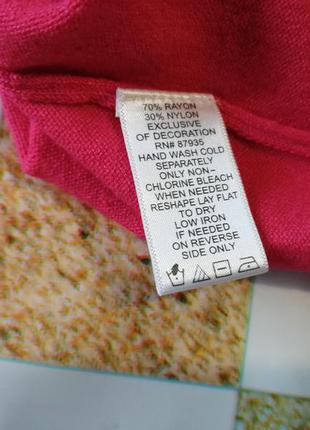 70% RAYON
30% NYLON
EXCLUSIVE
OF DECORATION
RN# 87935
HAND WASH COLD
SEPARATELY
ONLY NON-
CHLORINE BLEACH
WHEN NEEDED
RESHAPE LAY FLAT
TO DRY
LOW IRON
IF NEEDED
ON REVERSE
SIDE ONLY